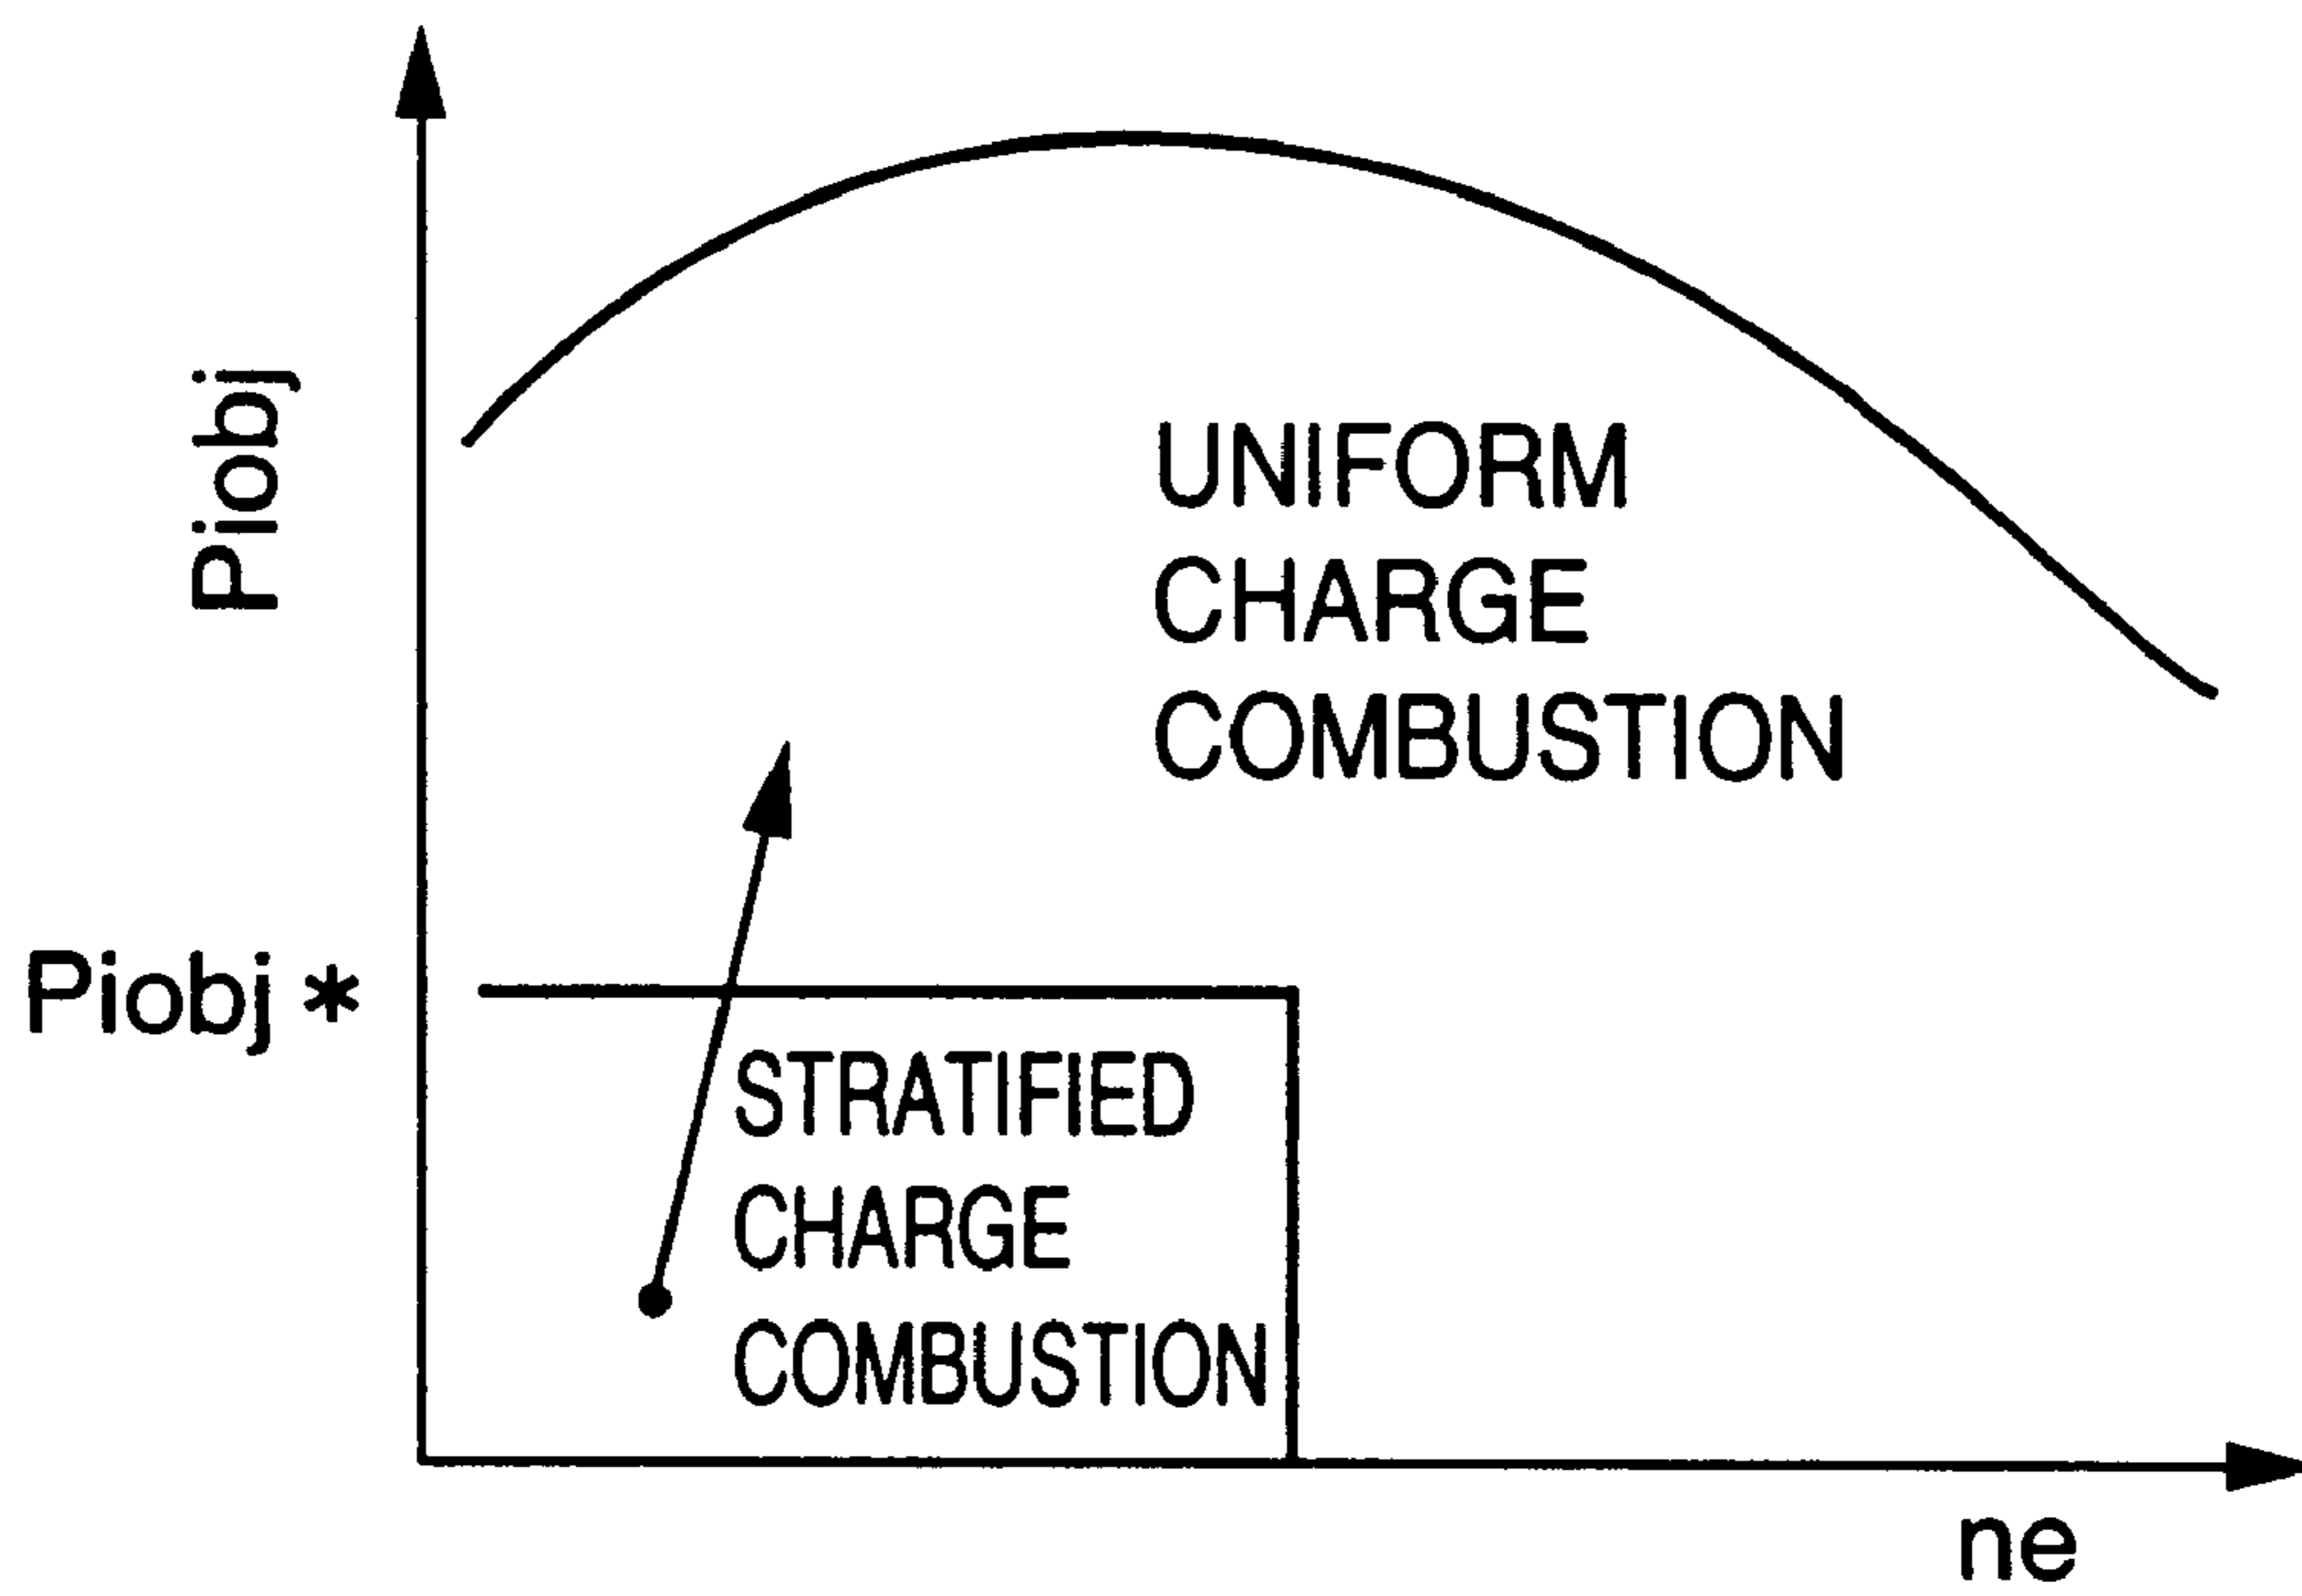 Piobj
UNIFORM
CHARGE
COMBUSTION
Piobj *
STRATIFIED
CHARGE
COMBUSTION
ne